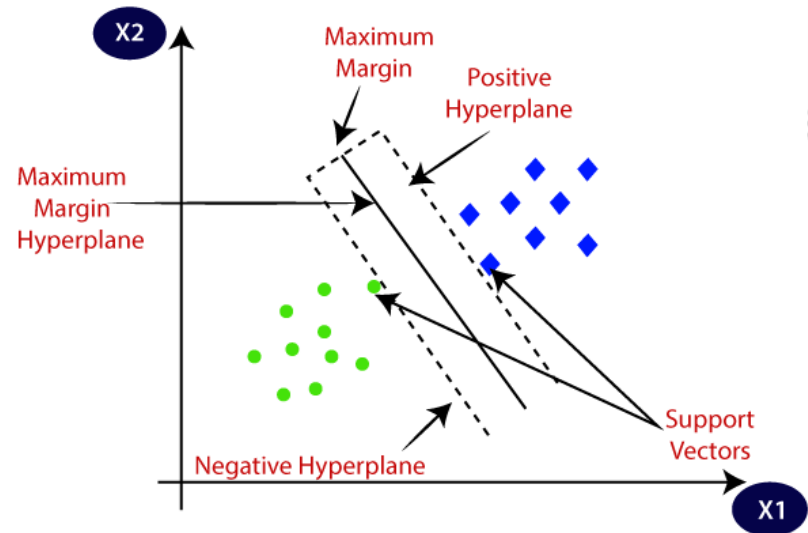 X2
Maximum
Margin
Positive
Hyperplane
Maximum
Margin
Hyperplane
Support
Vectors
Negative Hyperplane
X1